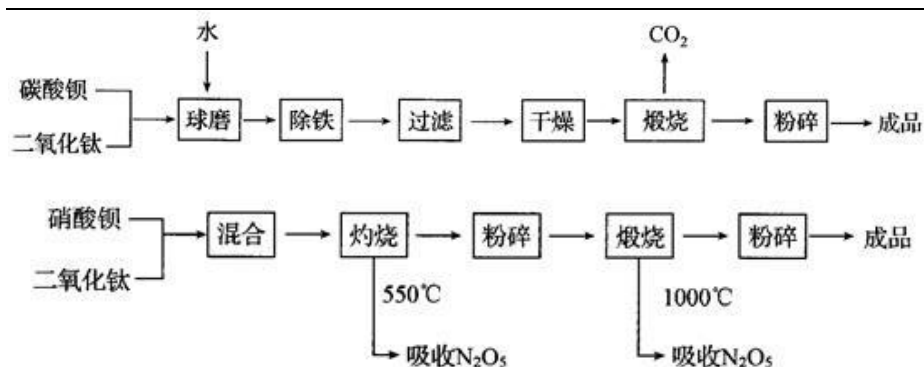 水
CO₂
碳酸钡
二氧化钛
球磨
除铁
过滤
干燥
煅烧
粉碎
成品
硝酸钡
二氧化钛
混合
灼烧
粉碎
煅烧
粉碎
成品
550℃
1000℃
吸收N₂O₅
吸收N₂O₅